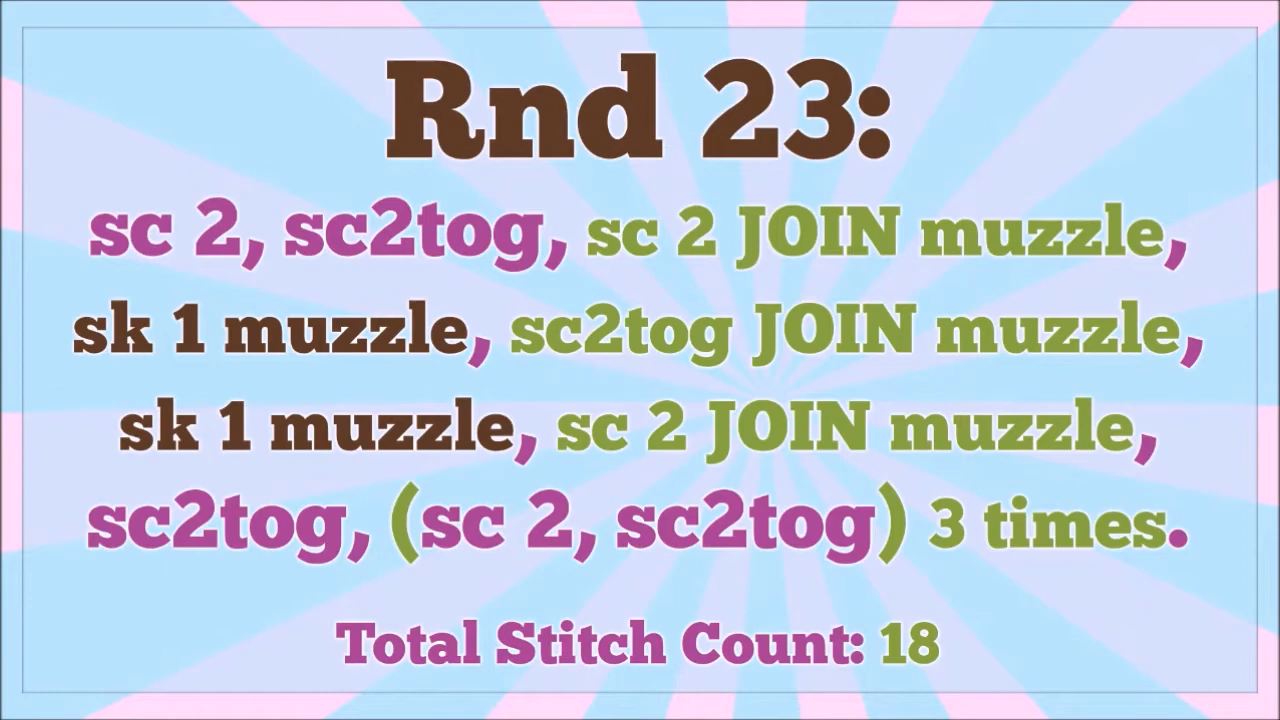 Rnd 23:
sc 2, sc2tog, sc 2 JOIN muzzle,
sk 1 muzzle, sc2tog JOIN muzzle,
sk 1 muzzle, sc 2 JOIN muzzle,
sc2tog, (sc 2, sc2tog) 3 times.
Total Stitch Count: 18